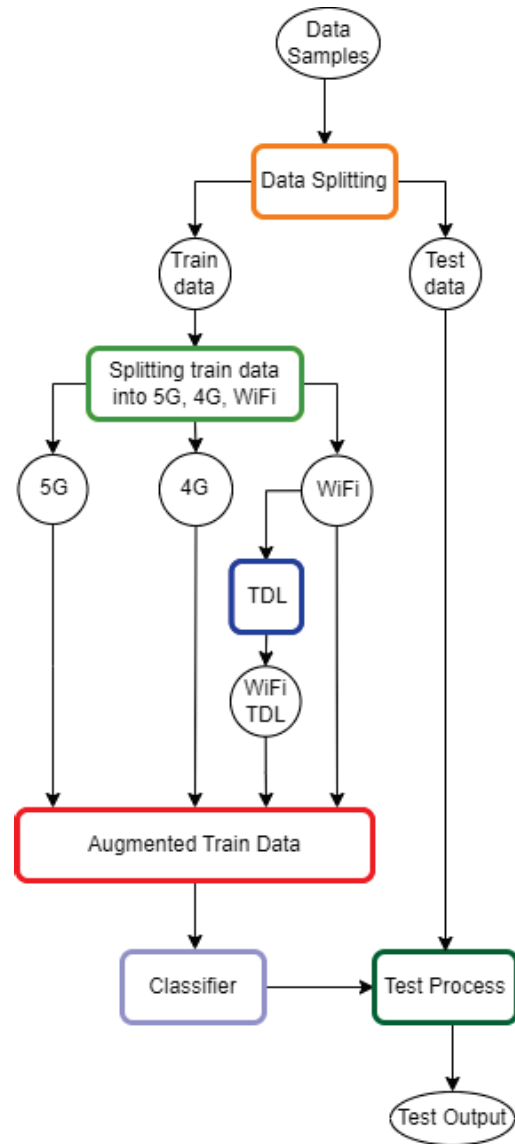 Data
Samples
Data Splitting
Train
data
Test
data
Splitting train data
into 5G, 4G, WiFi
5G
4G
WiFi
TDL
WiFi
TDL
Augmented Train Data
Classifier
Test Process
Test Output